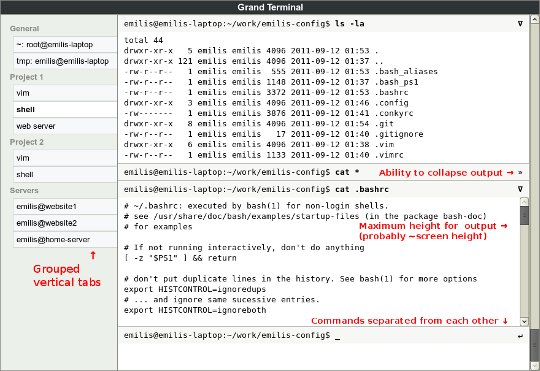 Grand Terminal
General
~: root@emilis-laptop
tmp: emilis@emilis-laptop
Project 1
vim
shell
web server
Project 2
vim
shell
Servers
emilis@website1
emilis@website2
emilis@home-server
↑
Grouped
vertical tabs
emilis@emilis-laptop:~/work/emilis-config$ ls -la
total 44
drwxr-xr-x   5 emilis emilis 4096 2011-09-12 01:53 .
drwxr-xr-x 121 emilis emilis 4096 2011-09-12 01:37 ..
-rw-r--r--   1 emilis emilis  555 2011-09-12 01:53 .bash_aliases
-rw-r--r--   1 emilis emilis 1148 2011-09-12 01:37 .bash_ps1
-rw-r--r--   1 emilis emilis 3372 2011-09-12 01:53 .bashrc
drwxr-xr-x   3 emilis emilis 4096 2011-09-12 01:46 .config
-rw-------   1 emilis emilis 3876 2011-09-12 01:41 .conkyrc
drwxr-xr-x   8 emilis emilis 4096 2011-09-12 01:54 .git
-rw-r--r--   1 emilis emilis   17 2011-09-12 01:40 .gitignore
drwxr-xr-x   6 emilis emilis 4096 2011-09-12 01:38 .vim
-rw-r--r--   1 emilis emilis 1133 2011-09-12 01:40 .vimrc
emilis@emilis-laptop:~/work/emilis-config$ cat * Ability to collapse output → »
emilis@emilis-laptop:~/work/emilis-config$ cat .bashrc
# ~/.bashrc: executed by bash(1) for non-login shells.
# see /usr/share/doc/bash/examples/startup-files (in the package bash-doc)
# for examples
Maximum height for output →
(probably ~screen height)
# If not running interactively, don't do anything
[ -z "$PS1" ] && return
# don't put duplicate lines in the history. See bash(1) for more options
export HISTCONTROL=ignoredups
# ... and ignore same sucessive entries.
export HISTCONTROL=ignoreboth
Commands separated from each other ↓
emilis@emilis-laptop:~/work/emilis-config$ _